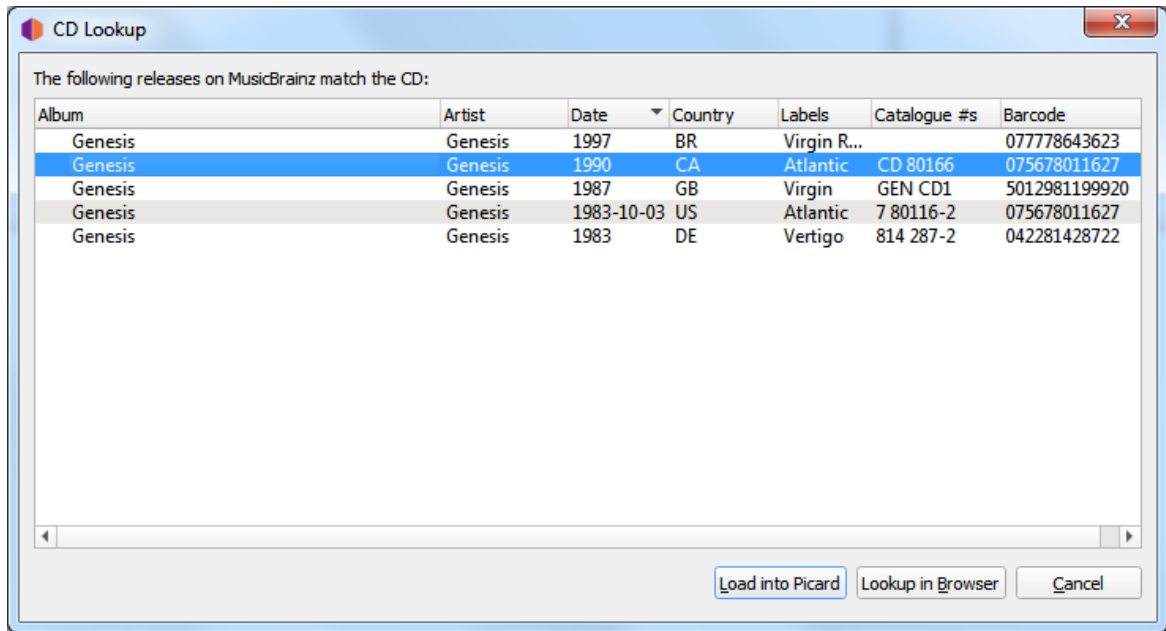 CD Lookup
The following releases on MusicBrainz match the CD:
Album Artist Date Country Labels Catalogue #s Barcode
Genesis Genesis 1997 BR Virgin R... 077778643623
Genesis Genesis 1990 CA Atlantic CD 80166 075678011627
Genesis Genesis 1987 GB Virgin GEN CD1 5012981199920
Genesis Genesis 1983-10-03 US Atlantic 7 80116-2 075678011627
Genesis Genesis 1983 DE Vertigo 814 287-2 042281428722
Load into Picard Lookup in Browser Cancel